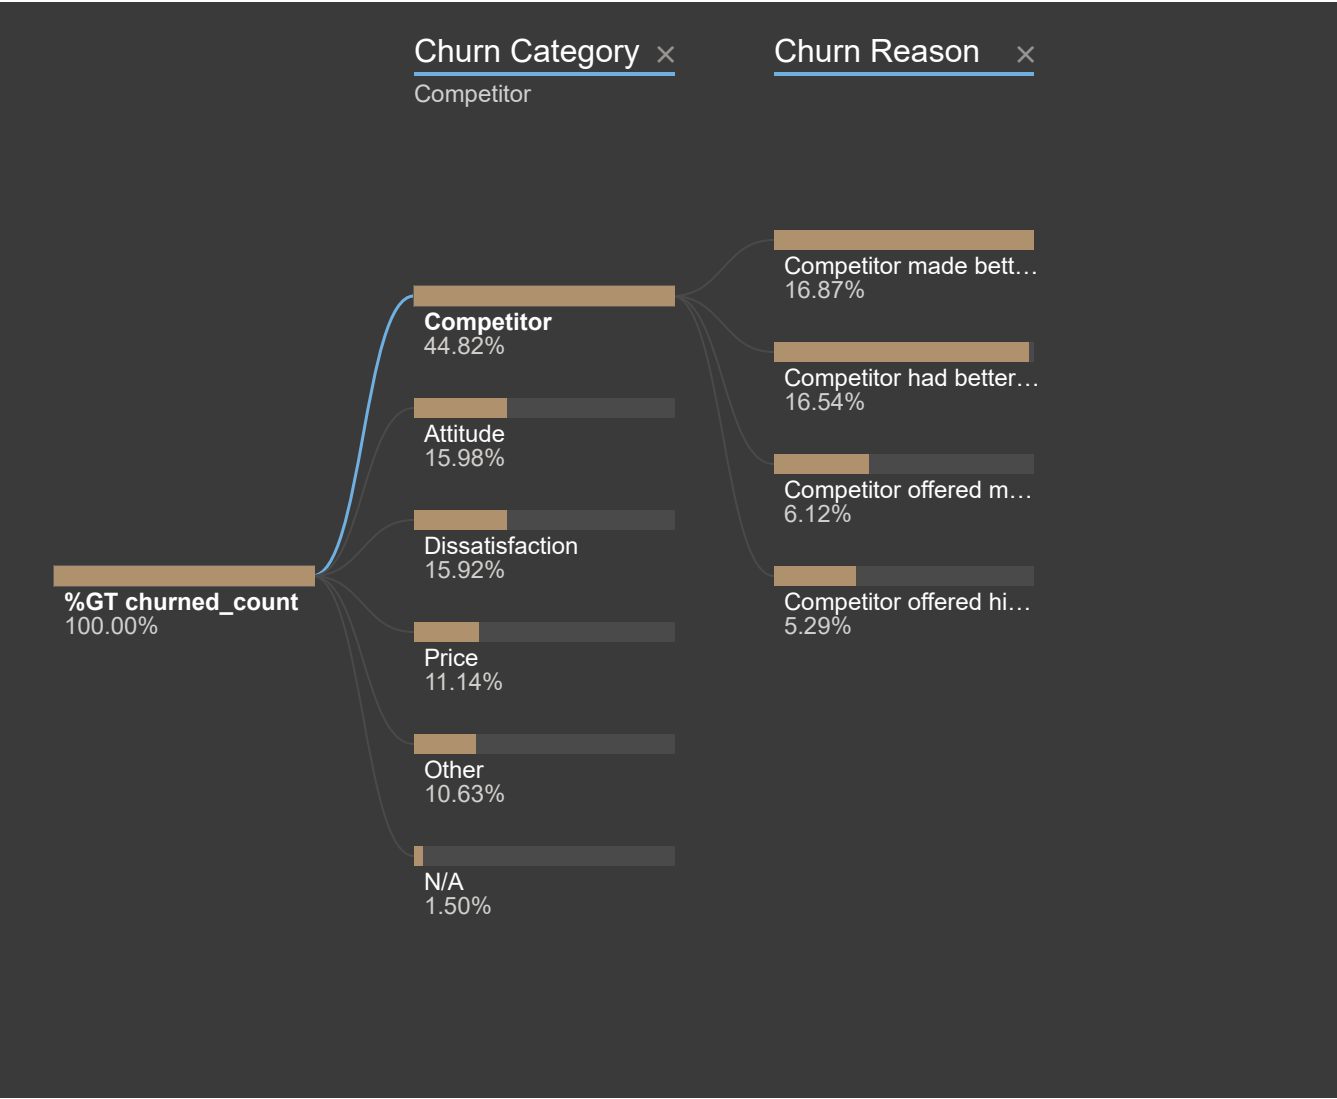 Churn Category
Competitor
Churn Reason
%GT churned_count
100.00%
Competitor
44.82%
Attitude
15.98%
Dissatisfaction
15.92%
Price
11.14%
Other
10.63%
N/A
1.50%
Competitor made bett…
16.87%
Competitor had better…
16.54%
Competitor offered m…
6.12%
Competitor offered hi…
5.29%